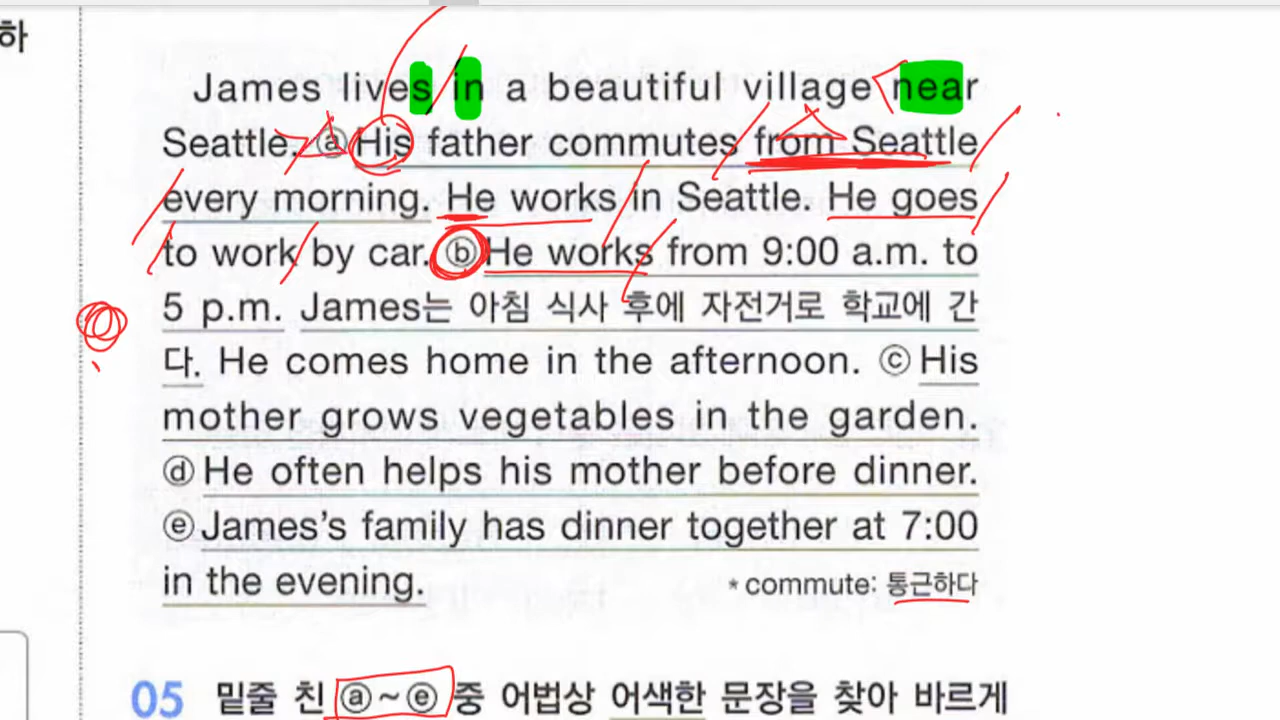 하
James lives in a beautiful village near
Seattle. ⓐ His father commutes from Seattle
every morning. He works in Seattle. He goes
to work by car. ⓑ He works from 9:00 a.m. to
5 p.m. James는 아침 식사 후에 자전거로 학교에 간
다. He comes home in the afternoon. ⓒ His
mother grows vegetables in the garden.
ⓓ He often helps his mother before dinner.
ⓔ James’s family has dinner together at 7:00
in the evening.
* commute: 통근하다
05 밑줄 친 ⓐ~ⓔ 중 어법상 어색한 문장을 찾아 바르게